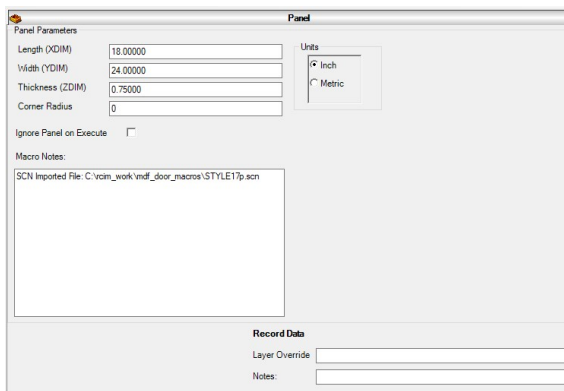 Panel
Panel Parameters
Length (XDIM) 18.00000
Width (YDIM) 24.00000
Thickness (ZDIM) 0.75000
Corner Radius 0
Units
Inch
Metric
Ignore Panel on Execute
Macro Notes:
SCN Imported File: C:\rcim_work\mdf_door_macros\STYLE17p.scn
Record Data
Layer Override
Notes: